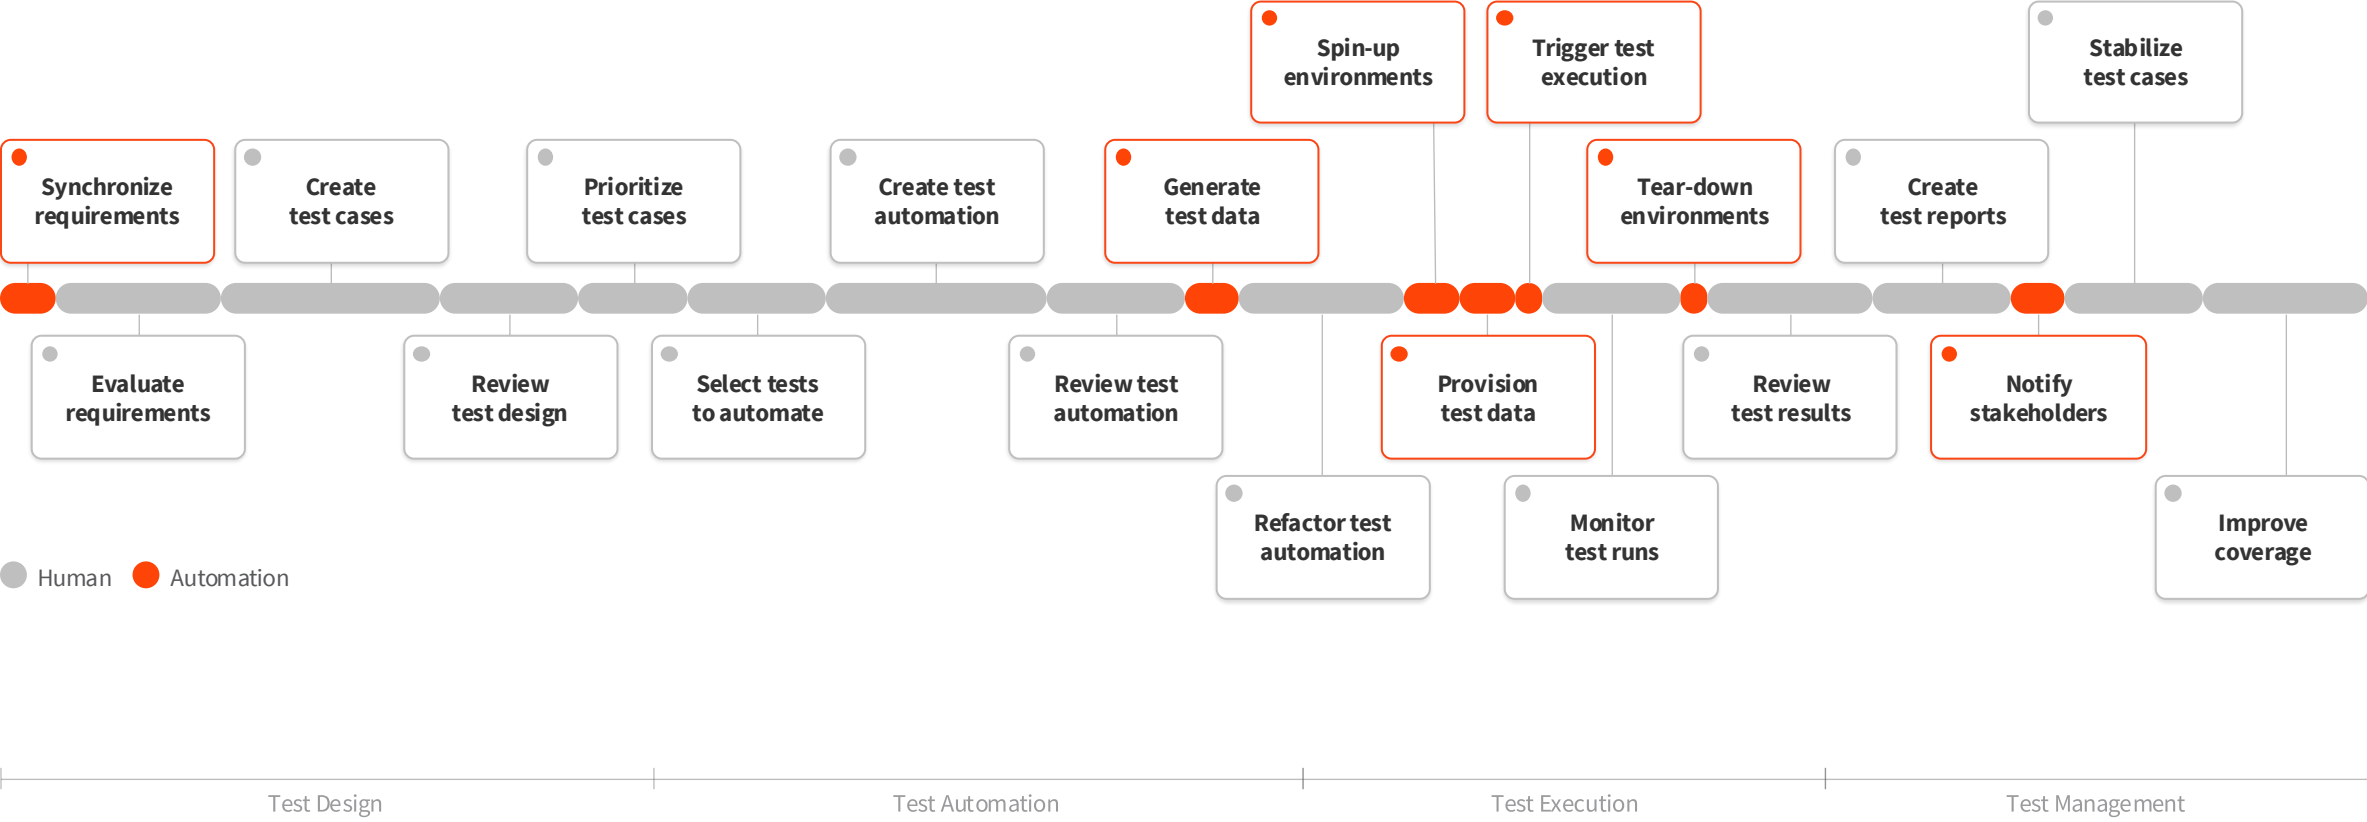 Spin-up
environments
Trigger test
execution
Stabilize
test cases
Synchronize
requirements
Create
test cases
Prioritize
test cases
Create test
automation
Generate
test data
Tear-down
environments
Create
test reports
Evaluate
requirements
Review
test design
Select tests
to automate
Review test
automation
Provision
test data
Review
test results
Notify
stakeholders
Refactor test
automation
Monitor
test runs
Improve
coverage
Human
Automation
Test Design
Test Automation
Test Execution
Test Management